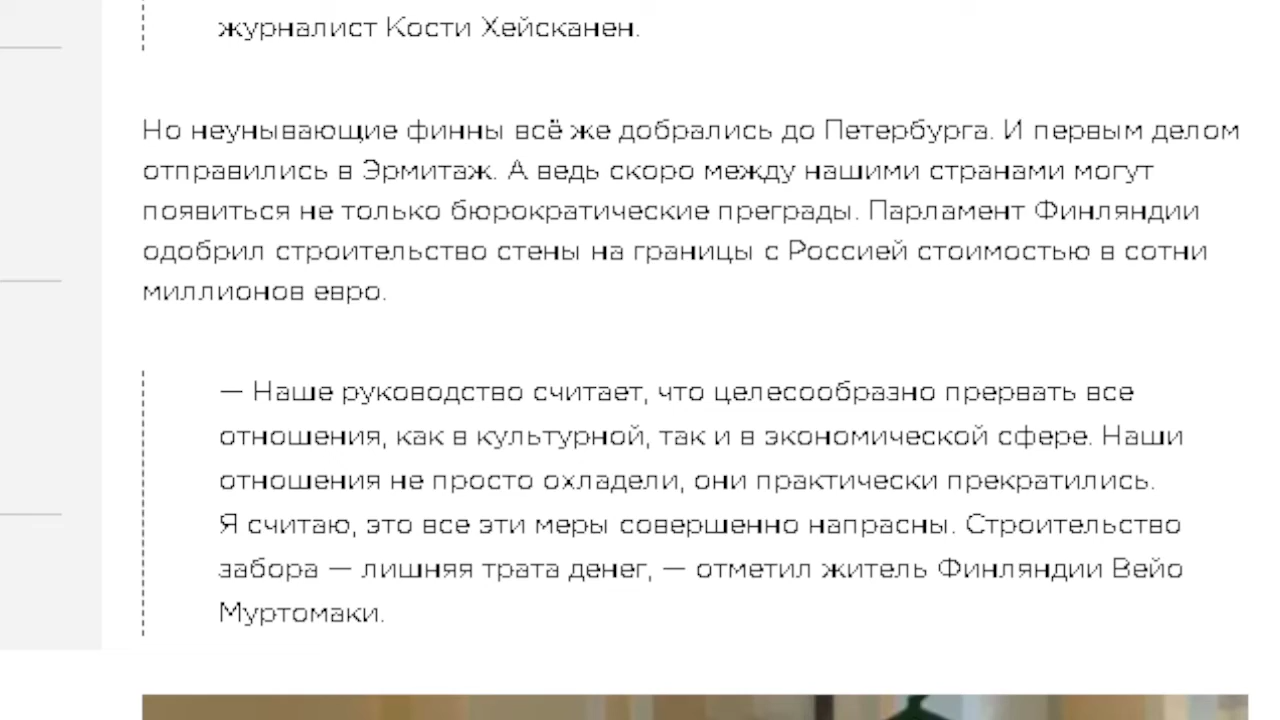 журналист Кости Хейсканен.
Но неунывающие финны всё же добрались до Петербурга. И первым делом
отправились в Эрмитаж. А ведь скоро между нашими странами могут
появиться не только бюрократические преграды. Парламент Финляндии
одобрил строительство стены на границы с Россией стоимостью в сотни
миллионов евро.
— Наше руководство считает, что целесообразно прервать все
отношения, как в культурной, так и в экономической сфере. Наши
отношения не просто охладели, они практически прекратились.
Я считаю, это все эти меры совершенно напрасны. Строительство
забора — лишняя трата денег, — отметил житель Финляндии Вейо
Муртомаки.